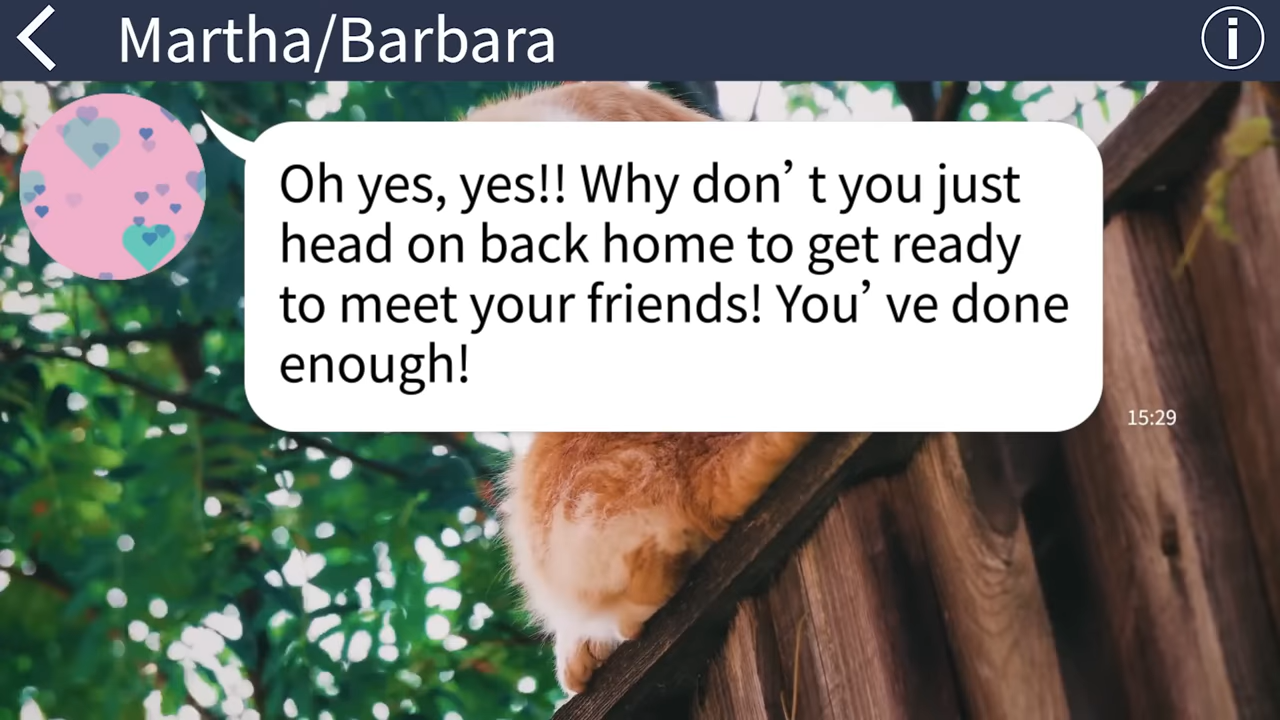 Martha/Barbara
Oh yes, yes!! Why don’ t you just
head on back home to get ready
to meet your friends! You’ ve done
enough!
15:29